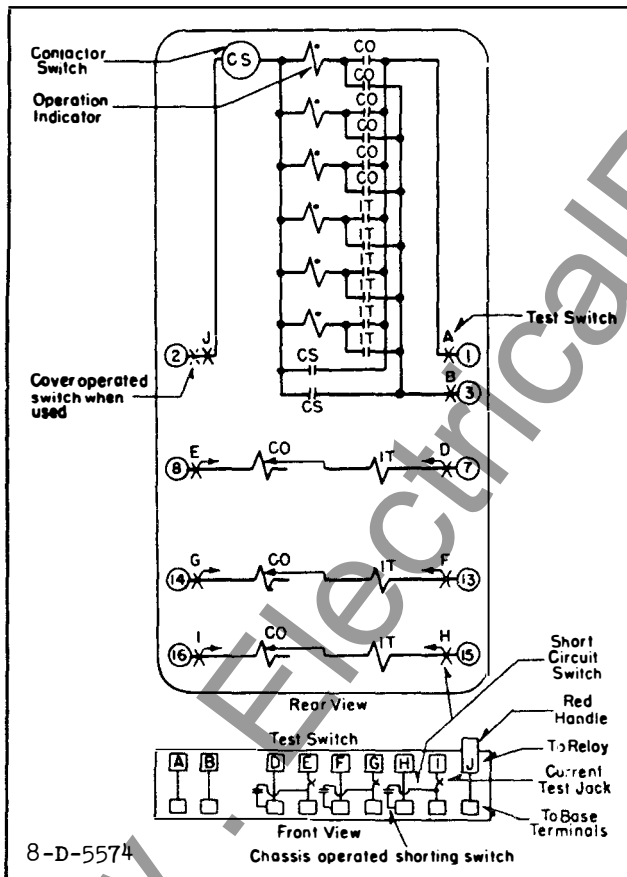 Contactor
Switch
CS
CO
CO
Operation
Indicator
CO
CO
CO
CO
IT
IT
IT
IT
IT
IT
CS
CS
2
J
Cover operated
switch when
used
Test Switch
A
1
B
3
8
E
CO
IT
D
7
14
G
CO
IT
F
13
16
I
CO
IT
H
15
Short
Circuit
Switch
Rear View
Red
Handle
Test Switch
A B D E F G H I J
To Relay
Current
Test Jack
To Base
Terminals
Front View
8-D-5574
Chassis operated shorting switch